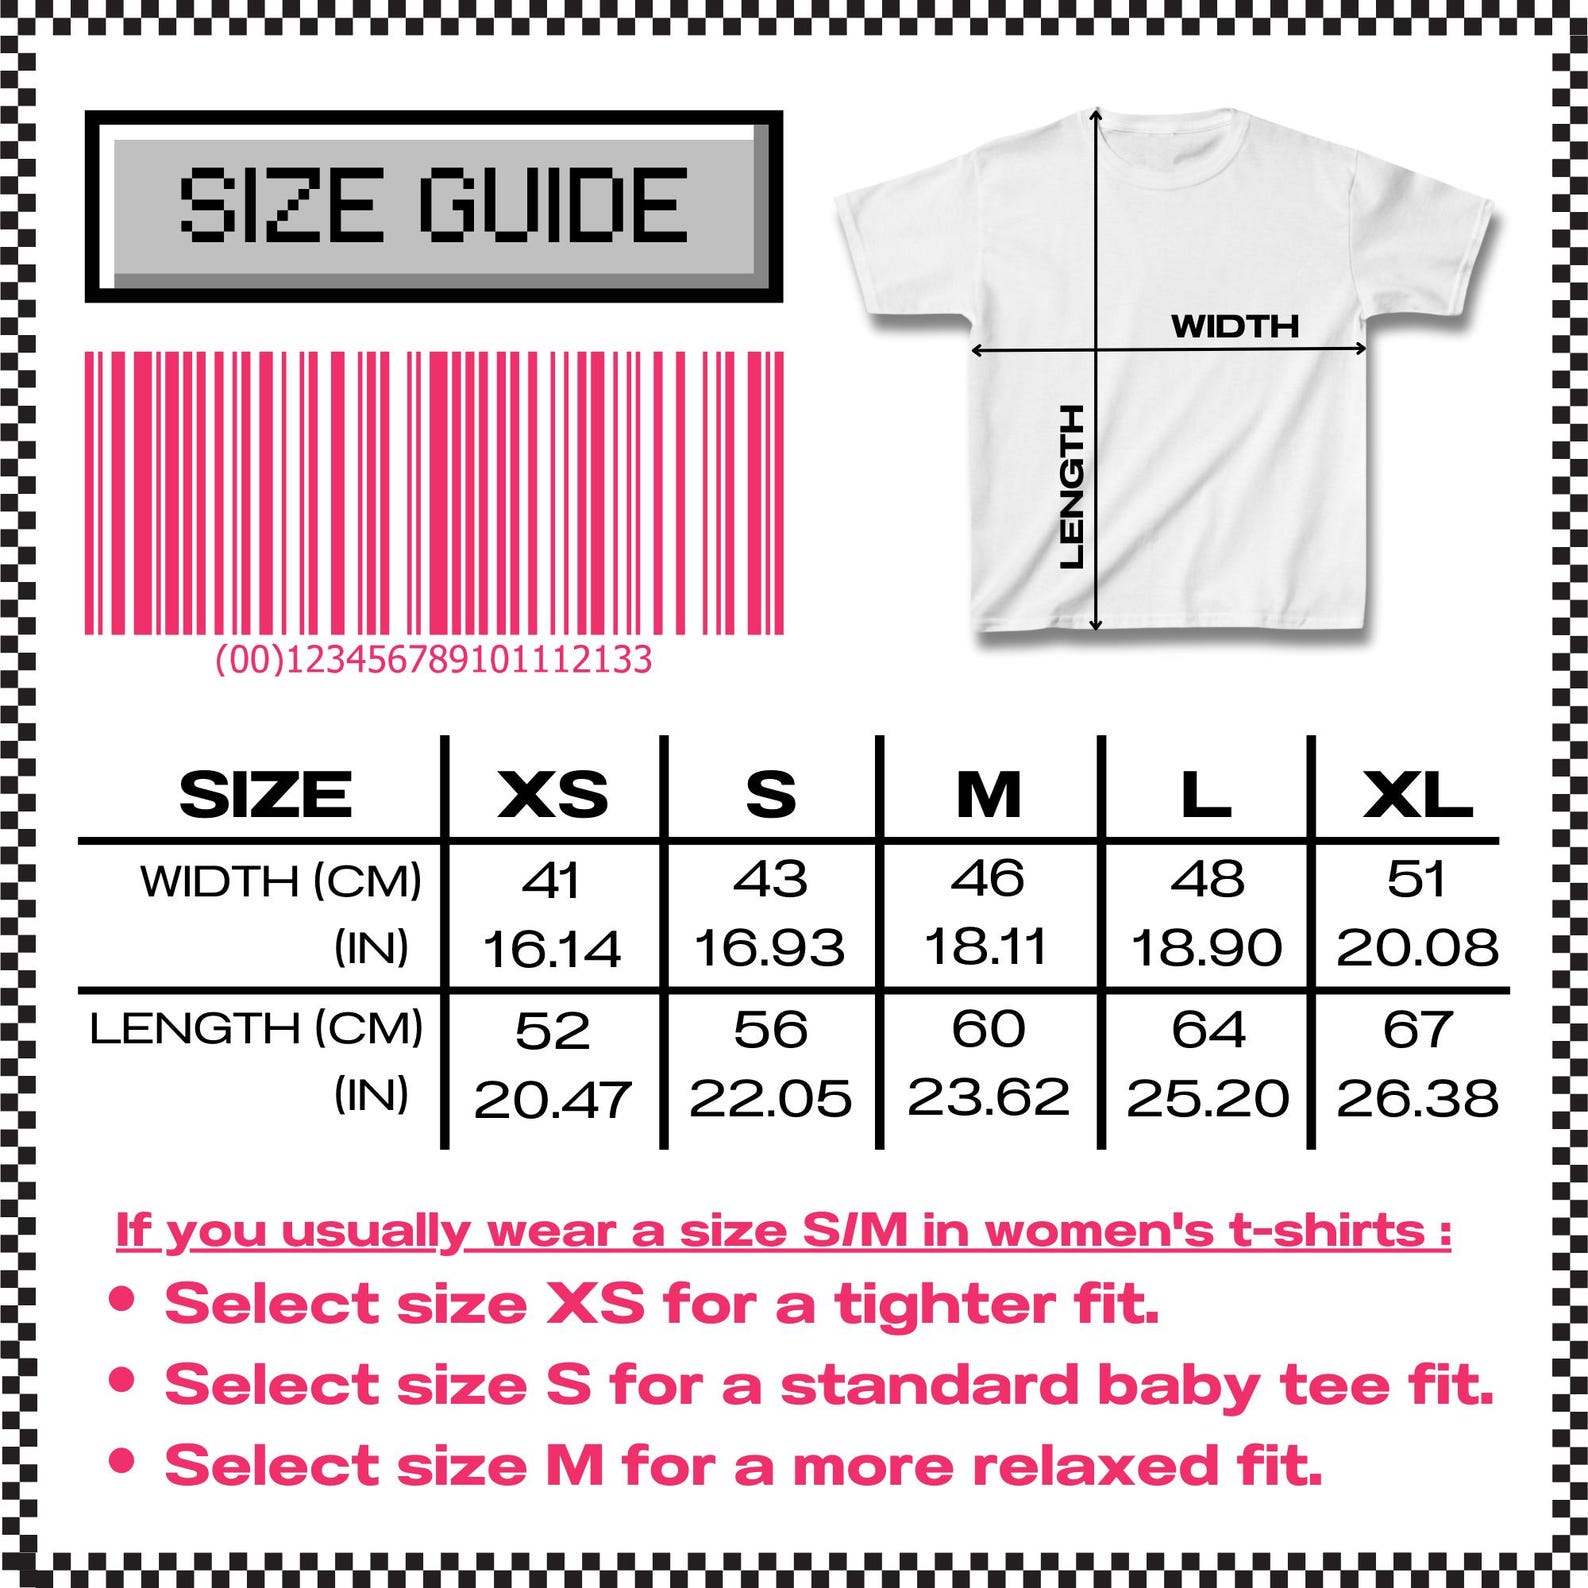 SIZE GUIDE
(00)123456789101112133
WIDTH
LENGTH
SIZE XS S M L XL
WIDTH (CM) 41 43 46 48 51
(IN) 16.14 16.93 18.11 18.90 20.08
LENGTH (CM) 52 56 60 64 67
(IN) 20.47 22.05 23.62 25.20 26.38
If you usually wear a size S/M in women's t-shirts :
• Select size XS for a tighter fit.
• Select size S for a standard baby tee fit.
• Select size M for a more relaxed fit.